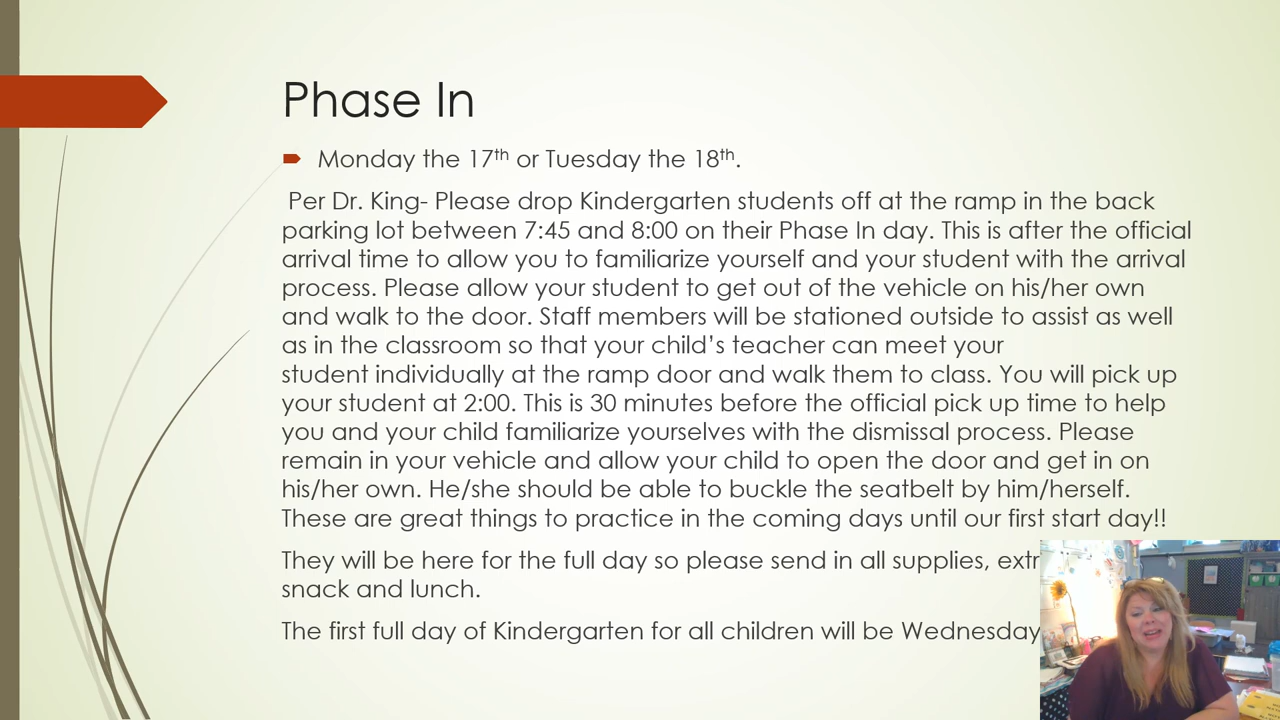 Phase In
Monday the 17th or Tuesday the 18th.
Per Dr. King- Please drop Kindergarten students off at the ramp in the back
parking lot between 7:45 and 8:00 on their Phase In day. This is after the official
arrival time to allow you to familiarize yourself and your student with the arrival
process. Please allow your student to get out of the vehicle on his/her own
and walk to the door. Staff members will be stationed outside to assist as well
as in the classroom so that your child’s teacher can meet your
student individually at the ramp door and walk them to class. You will pick up
your student at 2:00. This is 30 minutes before the official pick up time to help
you and your child familiarize yourselves with the dismissal process. Please
remain in your vehicle and allow your child to open the door and get in on
his/her own. He/she should be able to buckle the seatbelt by him/herself.
These are great things to practice in the coming days until our first start day!!
They will be here for the full day so please send in all supplies,
snack and lunch.
The first full day of Kindergarten for all children will be Wednesday